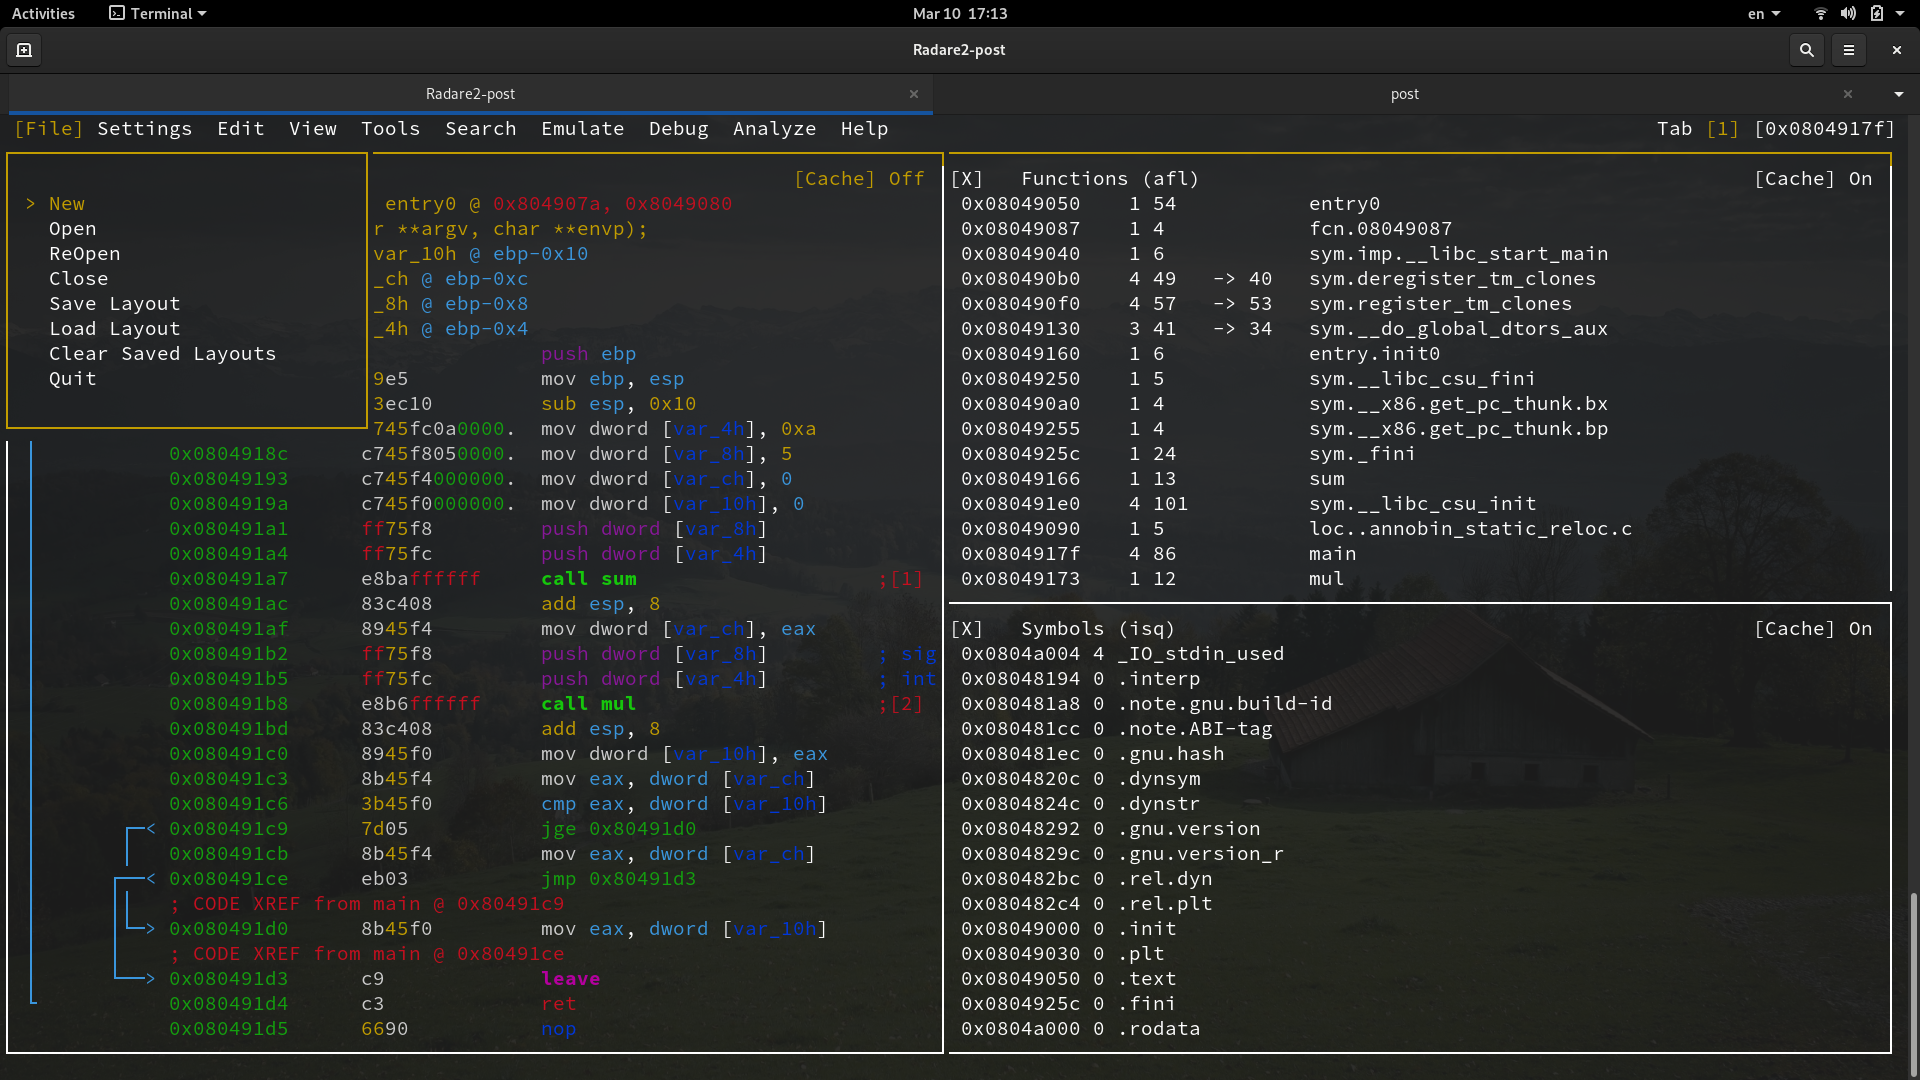 Activities Terminal Mar 10 17:13 en
Radare2-post
Radare2-post × post ×
[File] Settings Edit View Tools Search Emulate Debug Analyze Help Tab [1] [0x0804917f]
> New
Open
ReOpen
Close
Save Layout
Load Layout
Clear Saved Layouts
Quit
[Cache] Off
entry0 @ 0x804907a, 0x8049080
r **argv, char **envp);
var_10h @ ebp-0x10
_ch @ ebp-0xc
_8h @ ebp-0x8
_4h @ ebp-0x4
push ebp
9e5 mov ebp, esp
3ec10 sub esp, 0x10
745fc0a0000. mov dword [var_4h], 0xa
0x0804918c c745f8050000. mov dword [var_8h], 5
0x08049193 c745f4000000. mov dword [var_ch], 0
0x0804919a c745f0000000. mov dword [var_10h], 0
0x080491a1 ff75f8 push dword [var_8h]
0x080491a4 ff75fc push dword [var_4h]
0x080491a7 e8baffffff call sum ;[1]
0x080491ac 83c408 add esp, 8
0x080491af 8945f4 mov dword [var_ch], eax
0x080491b2 ff75f8 push dword [var_8h] ; sig
0x080491b5 ff75fc push dword [var_4h] ; int
0x080491b8 e8b6ffffff call mul ;[2]
0x080491bd 83c408 add esp, 8
0x080491c0 8945f0 mov dword [var_10h], eax
0x080491c3 8b45f4 mov eax, dword [var_ch]
0x080491c6 3b45f0 cmp eax, dword [var_10h]
< 0x080491c9 7d05 jge 0x80491d0
0x080491cb 8b45f4 mov eax, dword [var_ch]
< 0x080491ce eb03 jmp 0x80491d3
; CODE XREF from main @ 0x80491c9
> 0x080491d0 8b45f0 mov eax, dword [var_10h]
; CODE XREF from main @ 0x80491ce
> 0x080491d3 c9 leave
0x080491d4 c3 ret
0x080491d5 6690 nop
[X] Functions (afl) [Cache] On
0x08049050 1 54 entry0
0x08049087 1 4 fcn.08049087
0x08049040 1 6 sym.imp.__libc_start_main
0x080490b0 4 49 -> 40 sym.deregister_tm_clones
0x080490f0 4 57 -> 53 sym.register_tm_clones
0x08049130 3 41 -> 34 sym.__do_global_dtors_aux
0x08049160 1 6 entry.init0
0x08049250 1 5 sym.__libc_csu_fini
0x080490a0 1 4 sym.__x86.get_pc_thunk.bx
0x08049255 1 4 sym.__x86.get_pc_thunk.bp
0x0804925c 1 24 sym._fini
0x08049166 1 13 sum
0x080491e0 4 101 sym.__libc_csu_init
0x08049090 1 5 loc..annobin_static_reloc.c
0x0804917f 4 86 main
0x08049173 1 12 mul
[X] Symbols (isq) [Cache] On
0x0804a004 4 _IO_stdin_used
0x08048194 0 .interp
0x080481a8 0 .note.gnu.build-id
0x080481cc 0 .note.ABI-tag
0x080481ec 0 .gnu.hash
0x0804820c 0 .dynsym
0x0804824c 0 .dynstr
0x08048292 0 .gnu.version
0x0804829c 0 .gnu.version_r
0x080482bc 0 .rel.dyn
0x080482c4 0 .rel.plt
0x08049000 0 .init
0x08049030 0 .plt
0x08049050 0 .text
0x0804925c 0 .fini
0x0804a000 0 .rodata